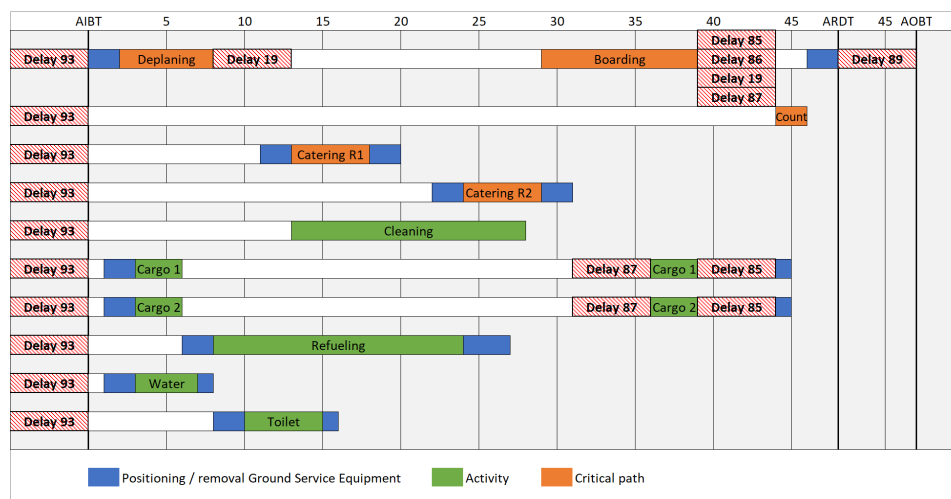 AIBT 5 10 15 20 25 30 35 40 45 ARDT 45 AOBT
Delay 85
Delay 93 Deplaning Delay 19 Boarding Delay 86 Delay 89
Delay 19
Delay 87
Delay 93 Count
Delay 93 Catering R1
Delay 93 Catering R2
Delay 93 Cleaning
Delay 93 Cargo 1 Delay 87 Cargo 1 Delay 85
Delay 93 Cargo 2 Delay 87 Cargo 2 Delay 85
Delay 93 Refueling
Delay 93 Water
Delay 93 Toilet
Positioning / removal Ground Service Equipment Activity Critical path